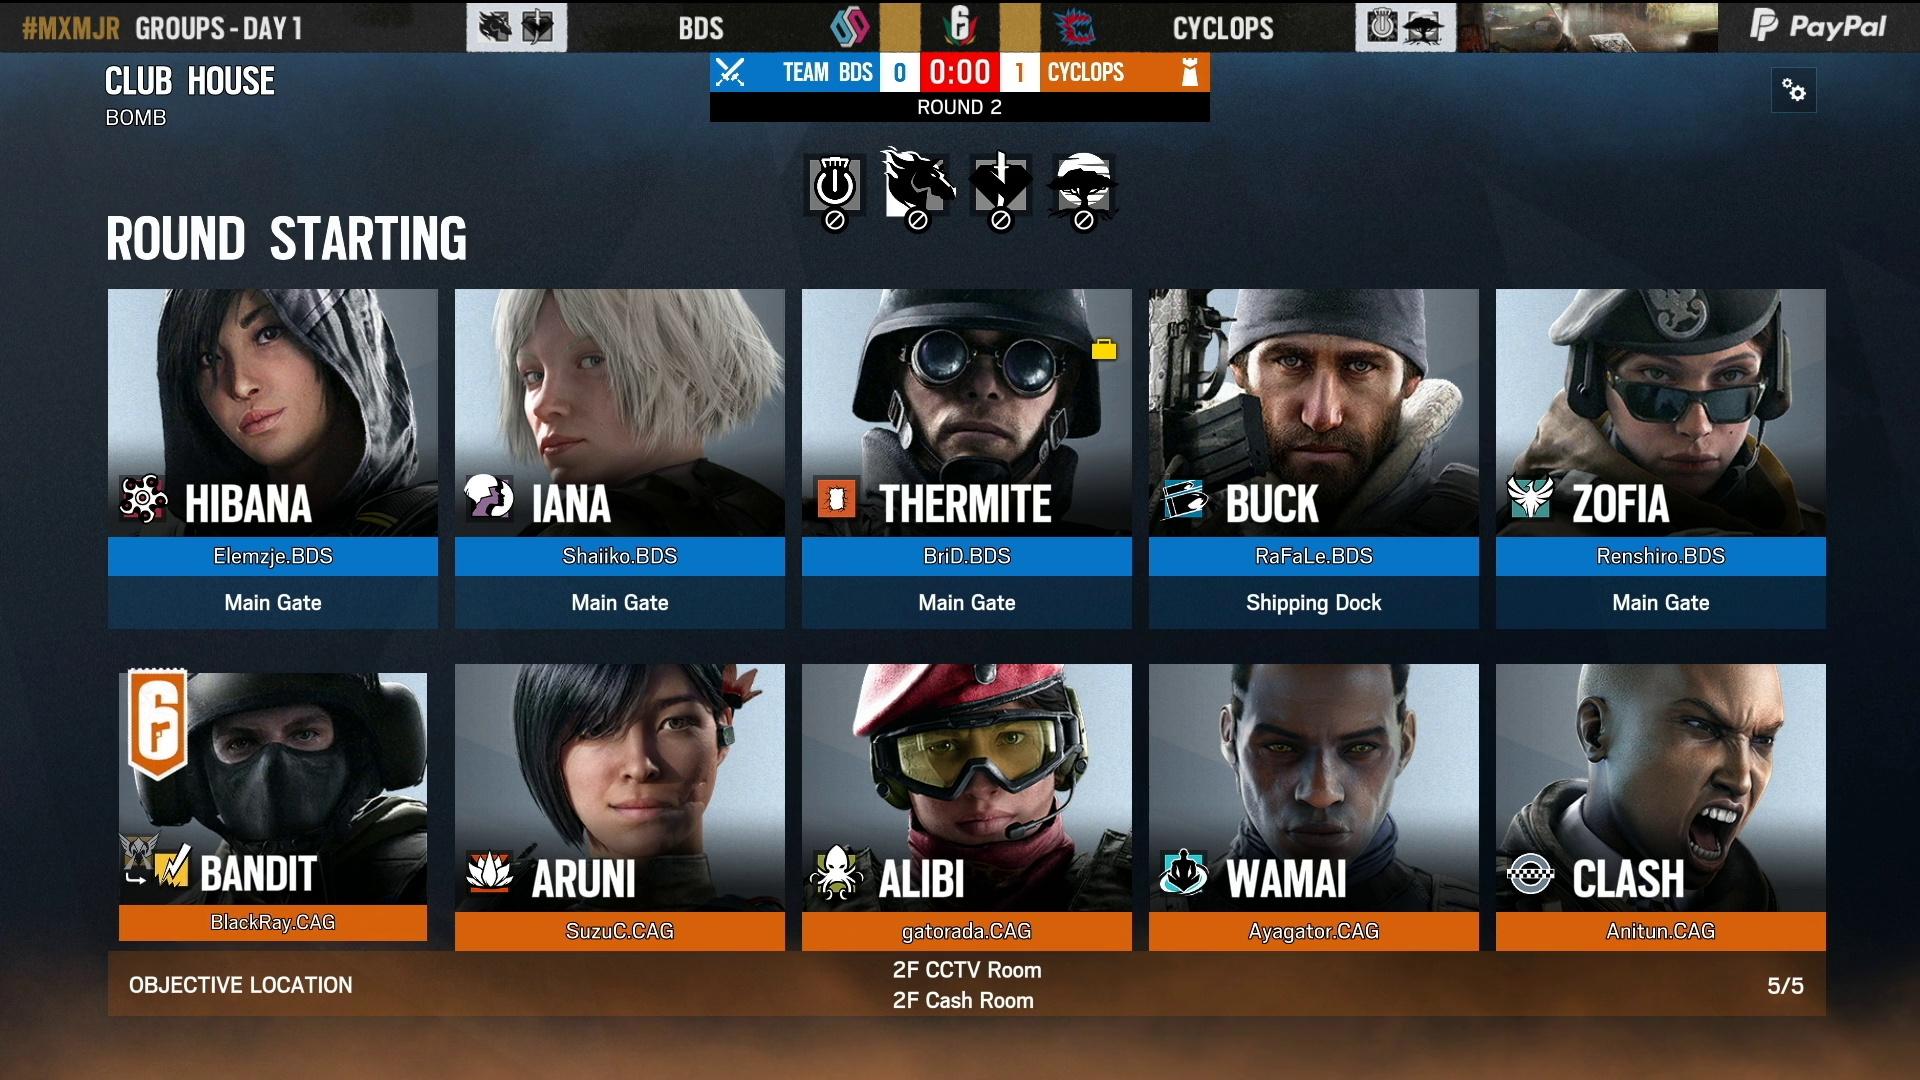 #MXMJR GROUPS - DAY 1
BDS
CYCLOPS
PayPal
CLUB HOUSE
BOMB
TEAM BDS 0 0:00 1 CYCLOPS
ROUND 2
ROUND STARTING
HIBANA
IANA
THERMITE
BUCK
ZOFIA
Elemzje.BDS
Shaiiko.BDS
BriD.BDS
RaFaLe.BDS
Renshiro.BDS
Main Gate
Main Gate
Main Gate
Shipping Dock
Main Gate
6
BANDIT
ARUNI
ALIBI
WAMAI
CLASH
BlackRay.CAG
SuzuC.CAG
gatorada.CAG
Ayagator.CAG
Anitun.CAG
OBJECTIVE LOCATION
2F CCTV Room
2F Cash Room
5/5